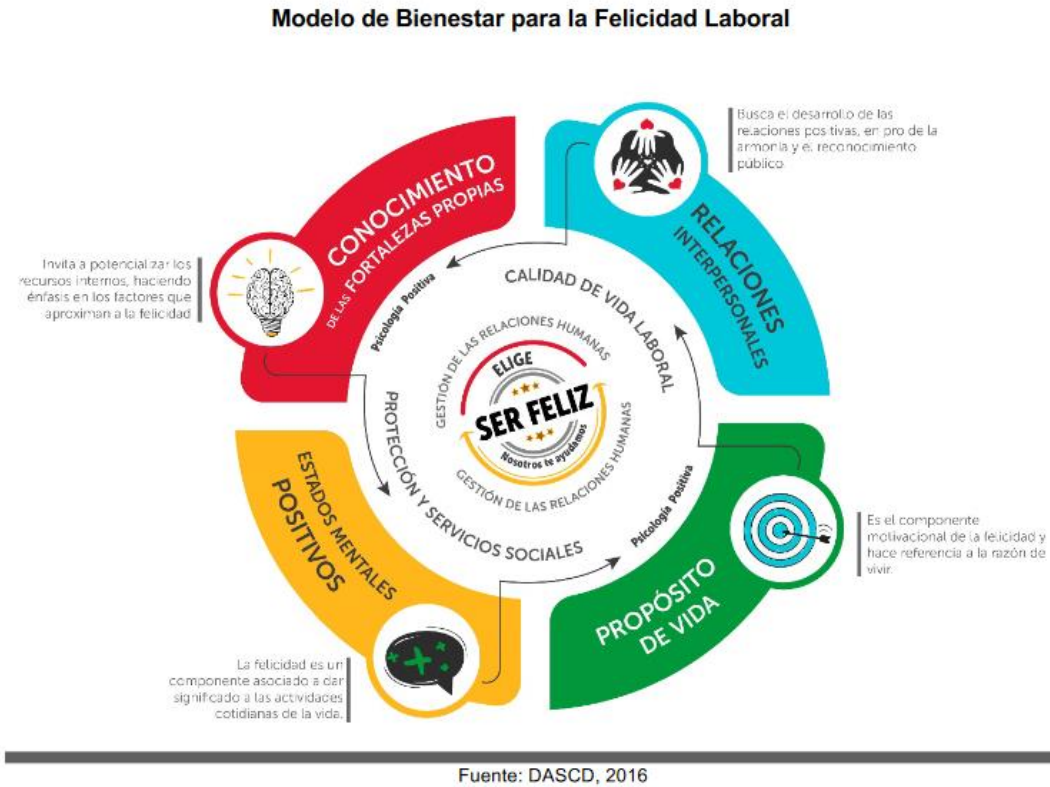 Modelo de Bienestar para la Felicidad Laboral
Busca el desarrollo de las
relaciones positivas, en pro de la
armonía y el reconocimiento
público.
CONOCIMIENTO
DE LAS FORTALEZAS PROPIAS
RELACIONES
INTERPERSONALES
Invita a potencializar los
recursos internos, haciendo
énfasis en los factores que
aproximan a la felicidad
Psicología Positiva
CALIDAD DE VIDA LABORAL
GESTIÓN DE LAS RELACIONES HUMANAS
ELIGE
SER FELIZ
Nosotros te ayudamos
GESTIÓN DE LAS RELACIONES HUMANAS
PROTECCIÓN Y SERVICIOS SOCIALES
Psicología Positiva
ESTADOS MENTALES
POSITIVOS
PROPÓSITO
DE VIDA
Es el componente
motivacional de la felicidad y
hace referencia a la razón de
vivir.
La felicidad es un
componente asociado a dar
significado a las actividades
cotidianas de la vida.
Fuente: DASCD, 2016